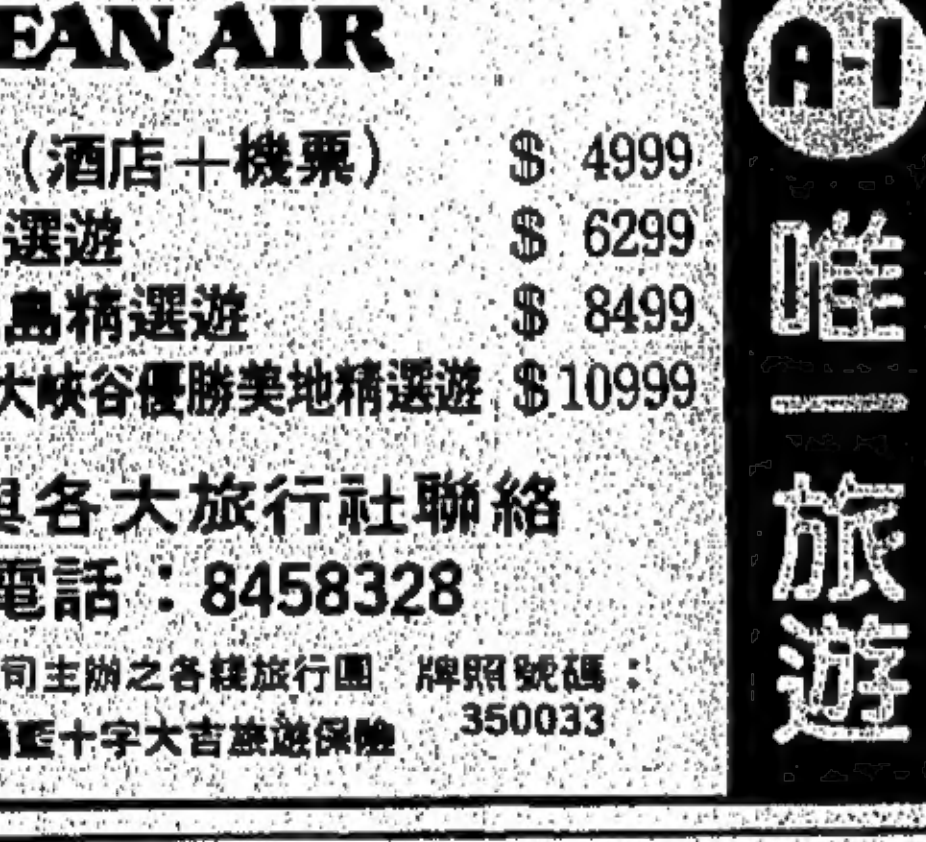 EAN AIR
(酒店＋機票) $ 4999
選遊 $ 6299
島精選遊 $ 8499
大峽谷優勝美地精選遊 $10999
與各大旅行社聯絡
電話：8458328
司主辦之各綫旅行團 牌照號碼：
350033
藍十字大吉旅遊保險
A-1
唯一旅遊